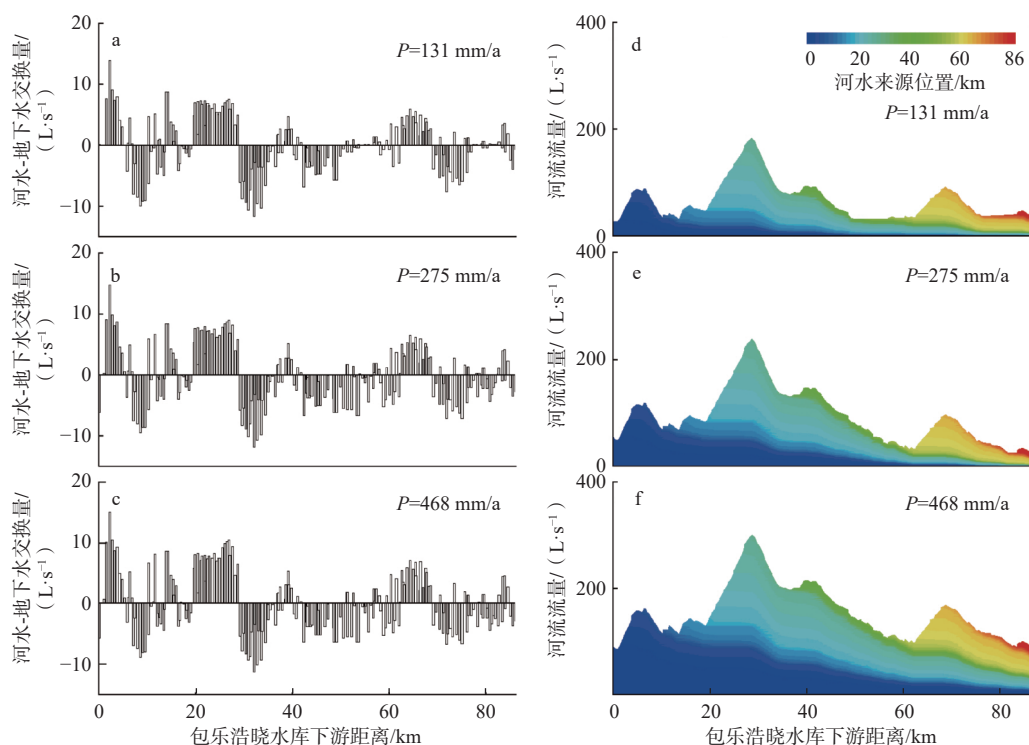 河水-地下水交换量/
（L·s⁻¹）
20
10
0
−10
a
P=131 mm/a
河水-地下水交换量/
（L·s⁻¹）
20
10
0
−10
b
P=275 mm/a
河水-地下水交换量/
（L·s⁻¹）
20
10
0
−10
c
P=468 mm/a
0 20 40 60 80
包乐浩晓水库下游距离/km
河流流量/（L·s⁻¹）
400
200
0
d
0 20 40 60 86
河水来源位置/km
P=131 mm/a
河流流量/（L·s⁻¹）
400
200
0
e
P=275 mm/a
河流流量/（L·s⁻¹）
400
200
f
P=468 mm/a
0 20 40 60 80
包乐浩晓水库下游距离/km